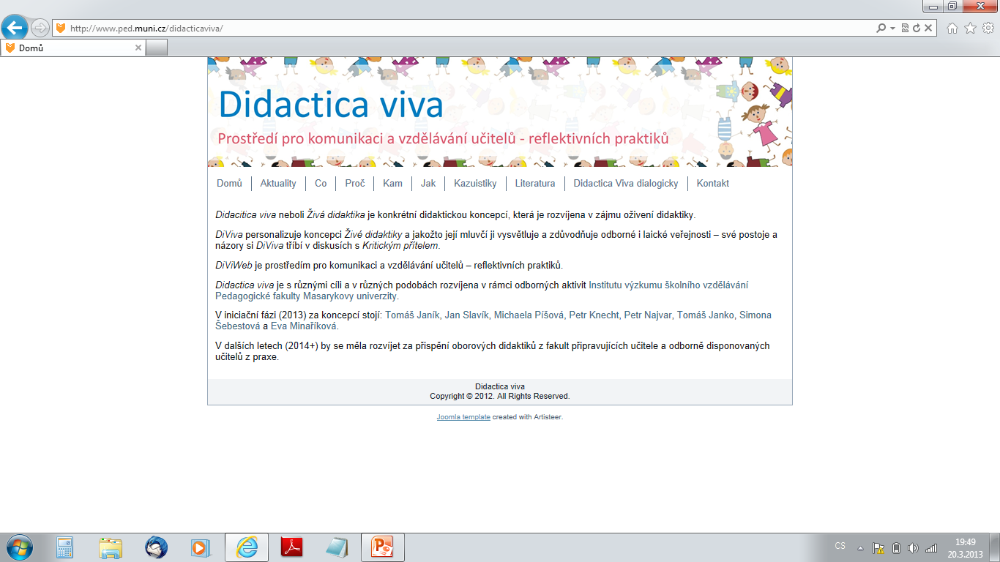 http://www.ped.muni.cz/didacticaviva/
Domů
Didactica viva
Prostředí pro komunikaci a vzdělávání učitelů - reflektivních praktiků
Domů Aktuality Co Proč Kam Jak Kazuistiky Literatura Didactica Viva dialogicky Kontakt
Didacitica viva neboli Živá didaktika je konkrétní didaktickou koncepcí, která je rozvíjena v zájmu oživení didaktiky.
DiViva personalizuje koncepci Živé didaktiky a jakožto její mluvčí ji vysvětluje a zdůvodňuje odborné i laické veřejnosti – své postoje a
názory si DiViva tříbí v diskusích s Kritickým přítelem.
DiViWeb je prostředím pro komunikaci a vzdělávání učitelů – reflektivních praktiků.
Didactica viva je s různými cíli a v různých podobách rozvíjena v rámci odborných aktivit Institutu výzkumu školního vzdělávání
Pedagogické fakulty Masarykovy univerzity.
V iniciační fázi (2013) za koncepcí stojí: Tomáš Janík, Jan Slavík, Michaela Píšová, Petr Knecht, Petr Najvar, Tomáš Janko, Simona
Šebestová a Eva Minaříková.
V dalších letech (2014+) by se měla rozvíjet za přispění oborových didaktiků z fakult připravujících učitele a odborně disponovaných
učitelů z praxe.
Didactica viva
Copyright © 2012. All Rights Reserved.
Joomla template created with Artisteer.
CS
19:49
20.3.2013